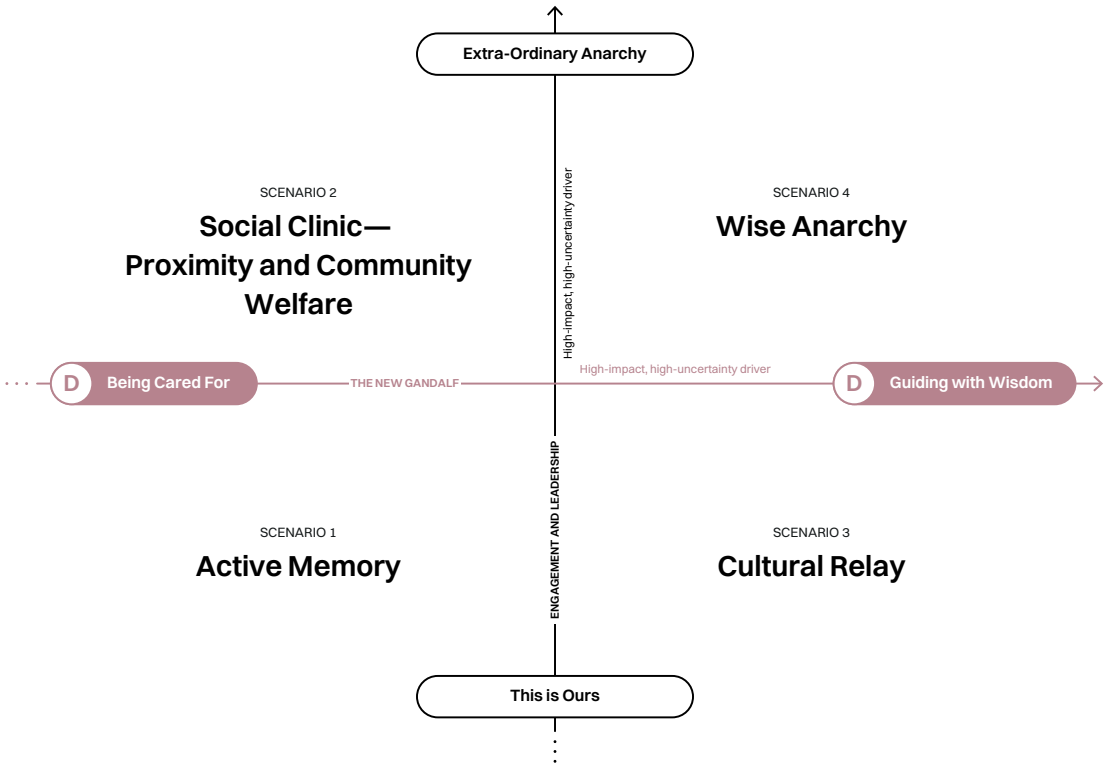 Extra-Ordinary Anarchy
High-impact, high-uncertainty driver
SCENARIO 2
Social Clinic—
Proximity and Community
Welfare
SCENARIO 4
Wise Anarchy
D Being Cared For
THE NEW GANDALF
High-impact, high-uncertainty driver
D Guiding with Wisdom
ENGAGEMENT AND LEADERSHIP
SCENARIO 1
Active Memory
SCENARIO 3
Cultural Relay
This is Ours